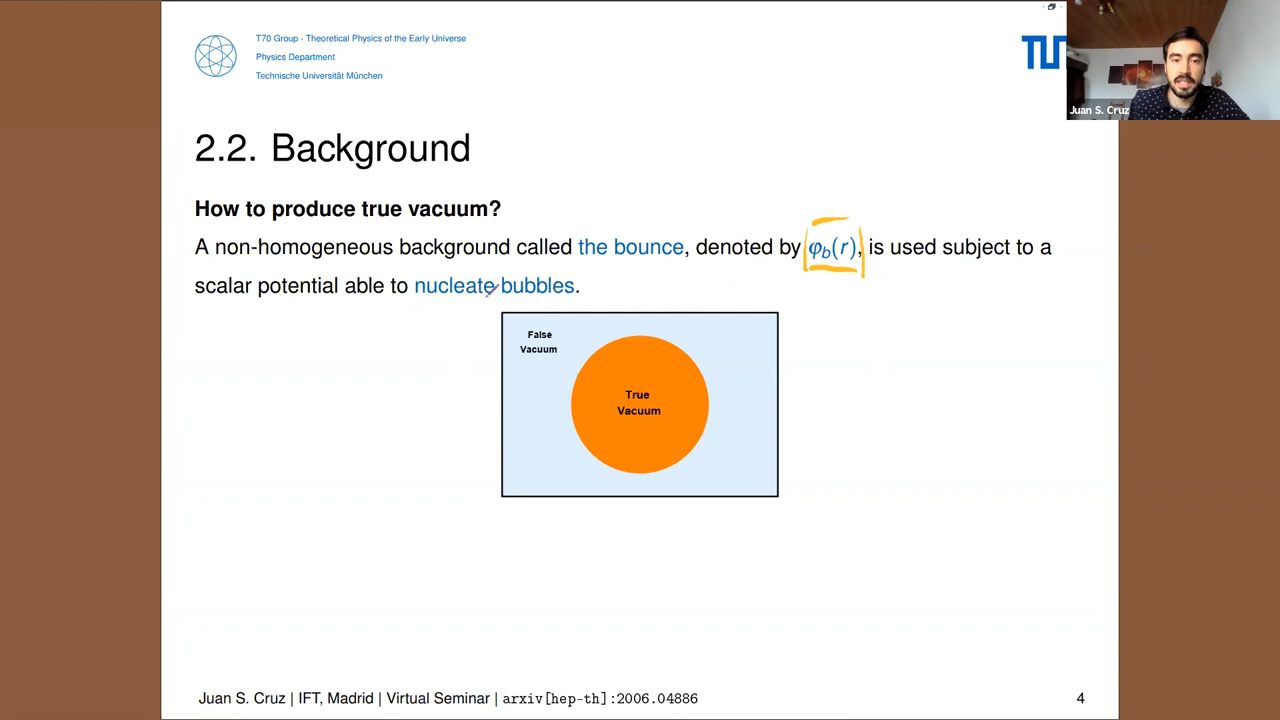 T70 Group - Theoretical Physics of the Early Universe
Physics Department
Technische Universität München
TU
Juan S. Cruz
2.2. Background
How to produce true vacuum?
A non-homogeneous background called the bounce, denoted by φ_b(r), is used subject to a
scalar potential able to nucleate bubbles.
False
Vacuum
True
Vacuum
Juan S. Cruz | IFT, Madrid | Virtual Seminar | arxiv[hep-th]:2006.04886
4